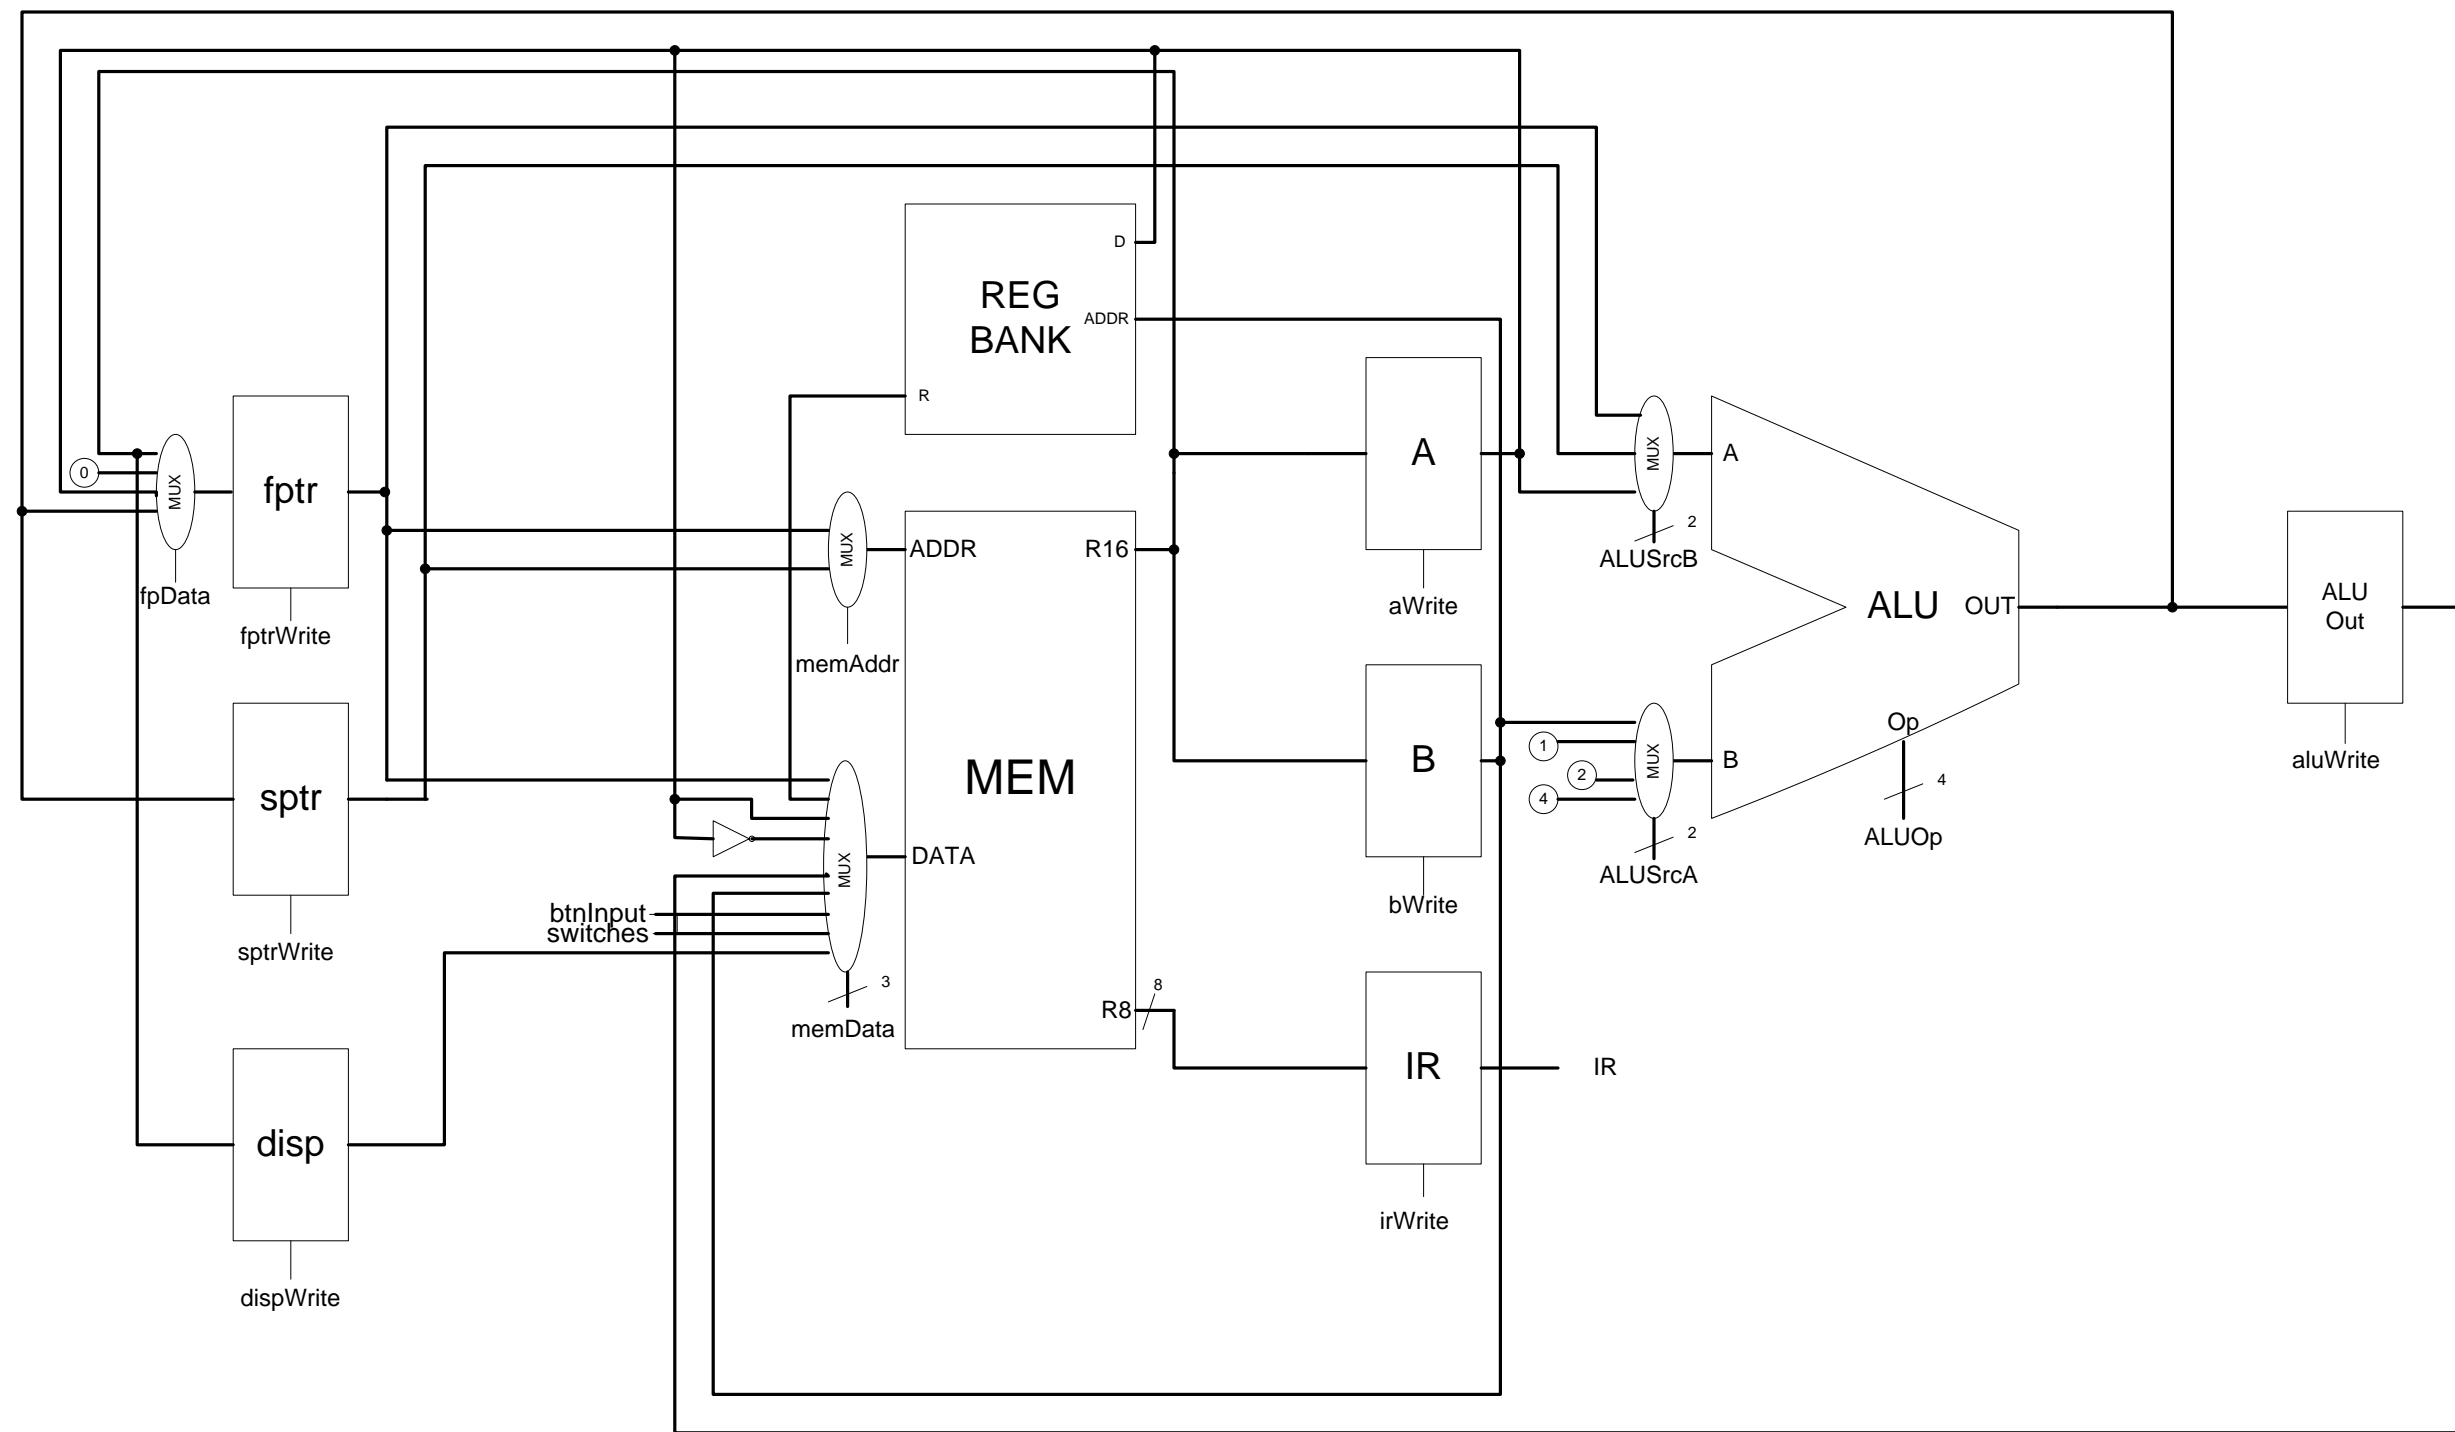 D
REG
BANK
ADDR
R
A
aWrite
MUX
0
fpData
fptr
fptrWrite
MUX
memAddr
ADDR
R16
MEM
DATA
R8
8
MUX
2
ALUSrcB
A
ALU
OUT
B
Op
4
ALUOp
ALU
Out
aluWrite
sptr
sptrWrite
B
bWrite
1
2
4
MUX
2
ALUSrcA
btnInput
switches
MUX
3
memData
disp
dispWrite
IR
irWrite
IR